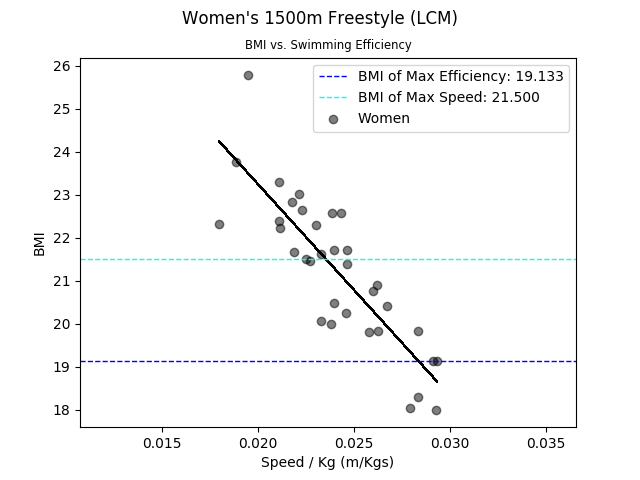 Women's 1500m Freestyle (LCM)
BMI vs. Swimming Efficiency
BMI of Max Efficiency: 19.133
BMI of Max Speed: 21.500
Women
26
25
24
23
22
21
20
19
18
BMI
0.015 0.020 0.025 0.030 0.035
Speed / Kg (m/Kgs)